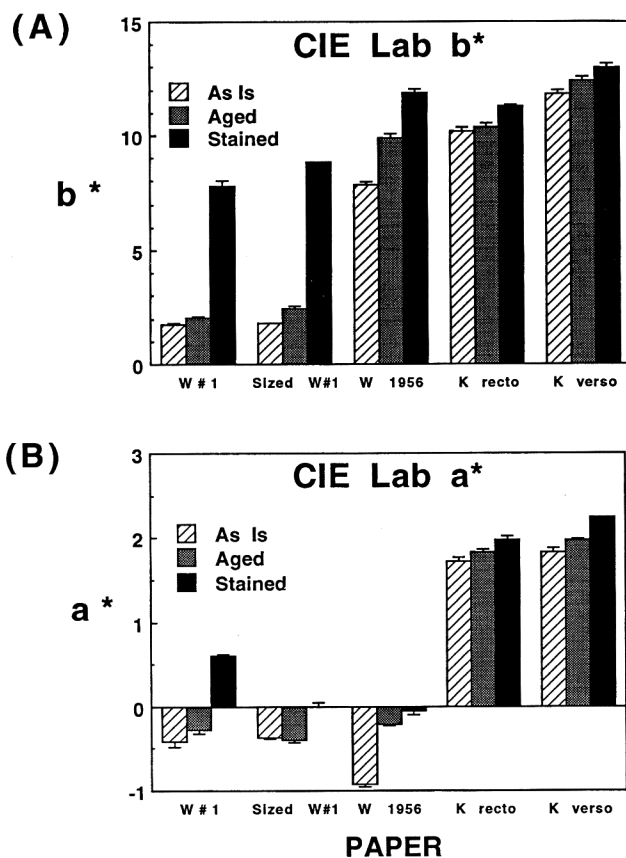 (A)
CIE Lab b*
As Is
Aged
Stained
b *
15
10
5
0
W # 1 Sized W#1 W 1956 K recto K verso
(B)
CIE Lab a*
As Is
Aged
Stained
a *
3
2
1
0
-1
W # 1 Sized W#1 W 1956 K recto K verso
PAPER